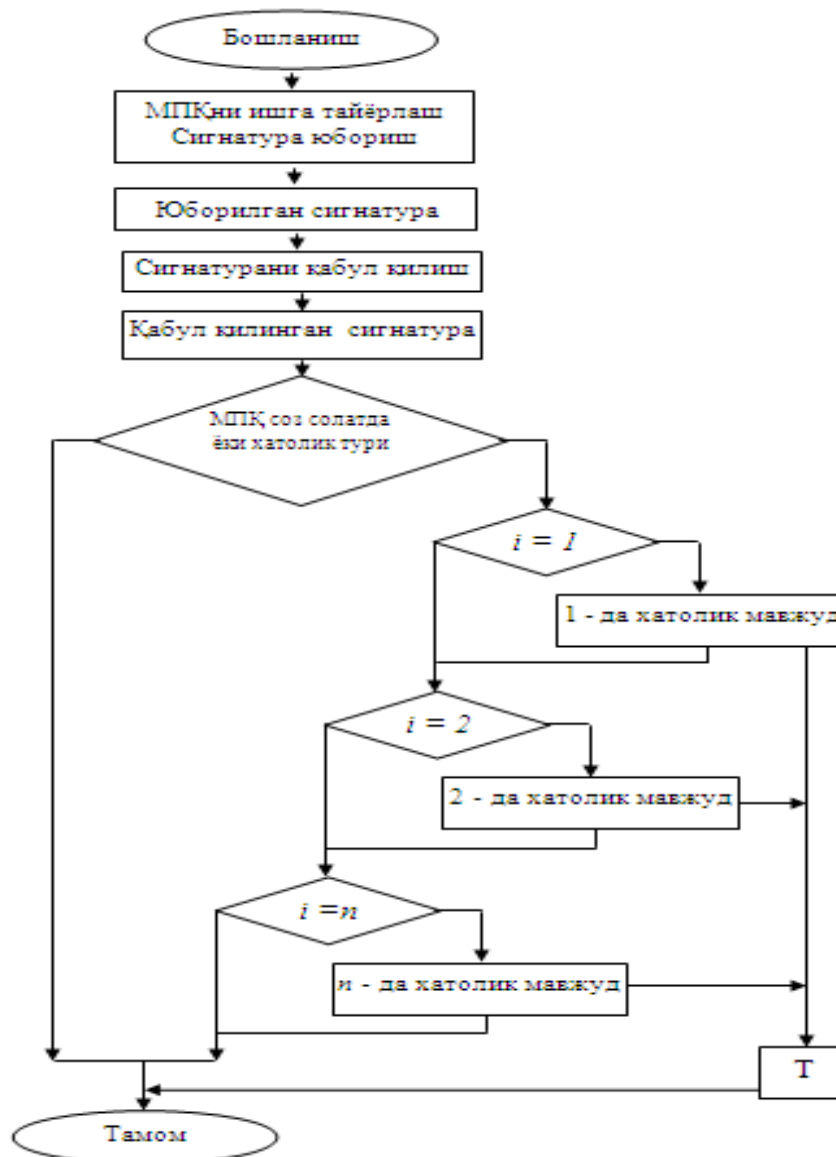 Бошланиш
МПҚни ишга тайёрлаш
Сигнатура юбориш
Юборилган сигнатура
Сигнатурани қабул қилиш
Қабул қилинган сигнатура
МПҚ соз солатда
ёки хатолик тури
i = 1
1 - да хатолик мавжуд
i = 2
2 - да хатолик мавжуд
i =n
n - да хатолик мавжуд
Т
Тамом